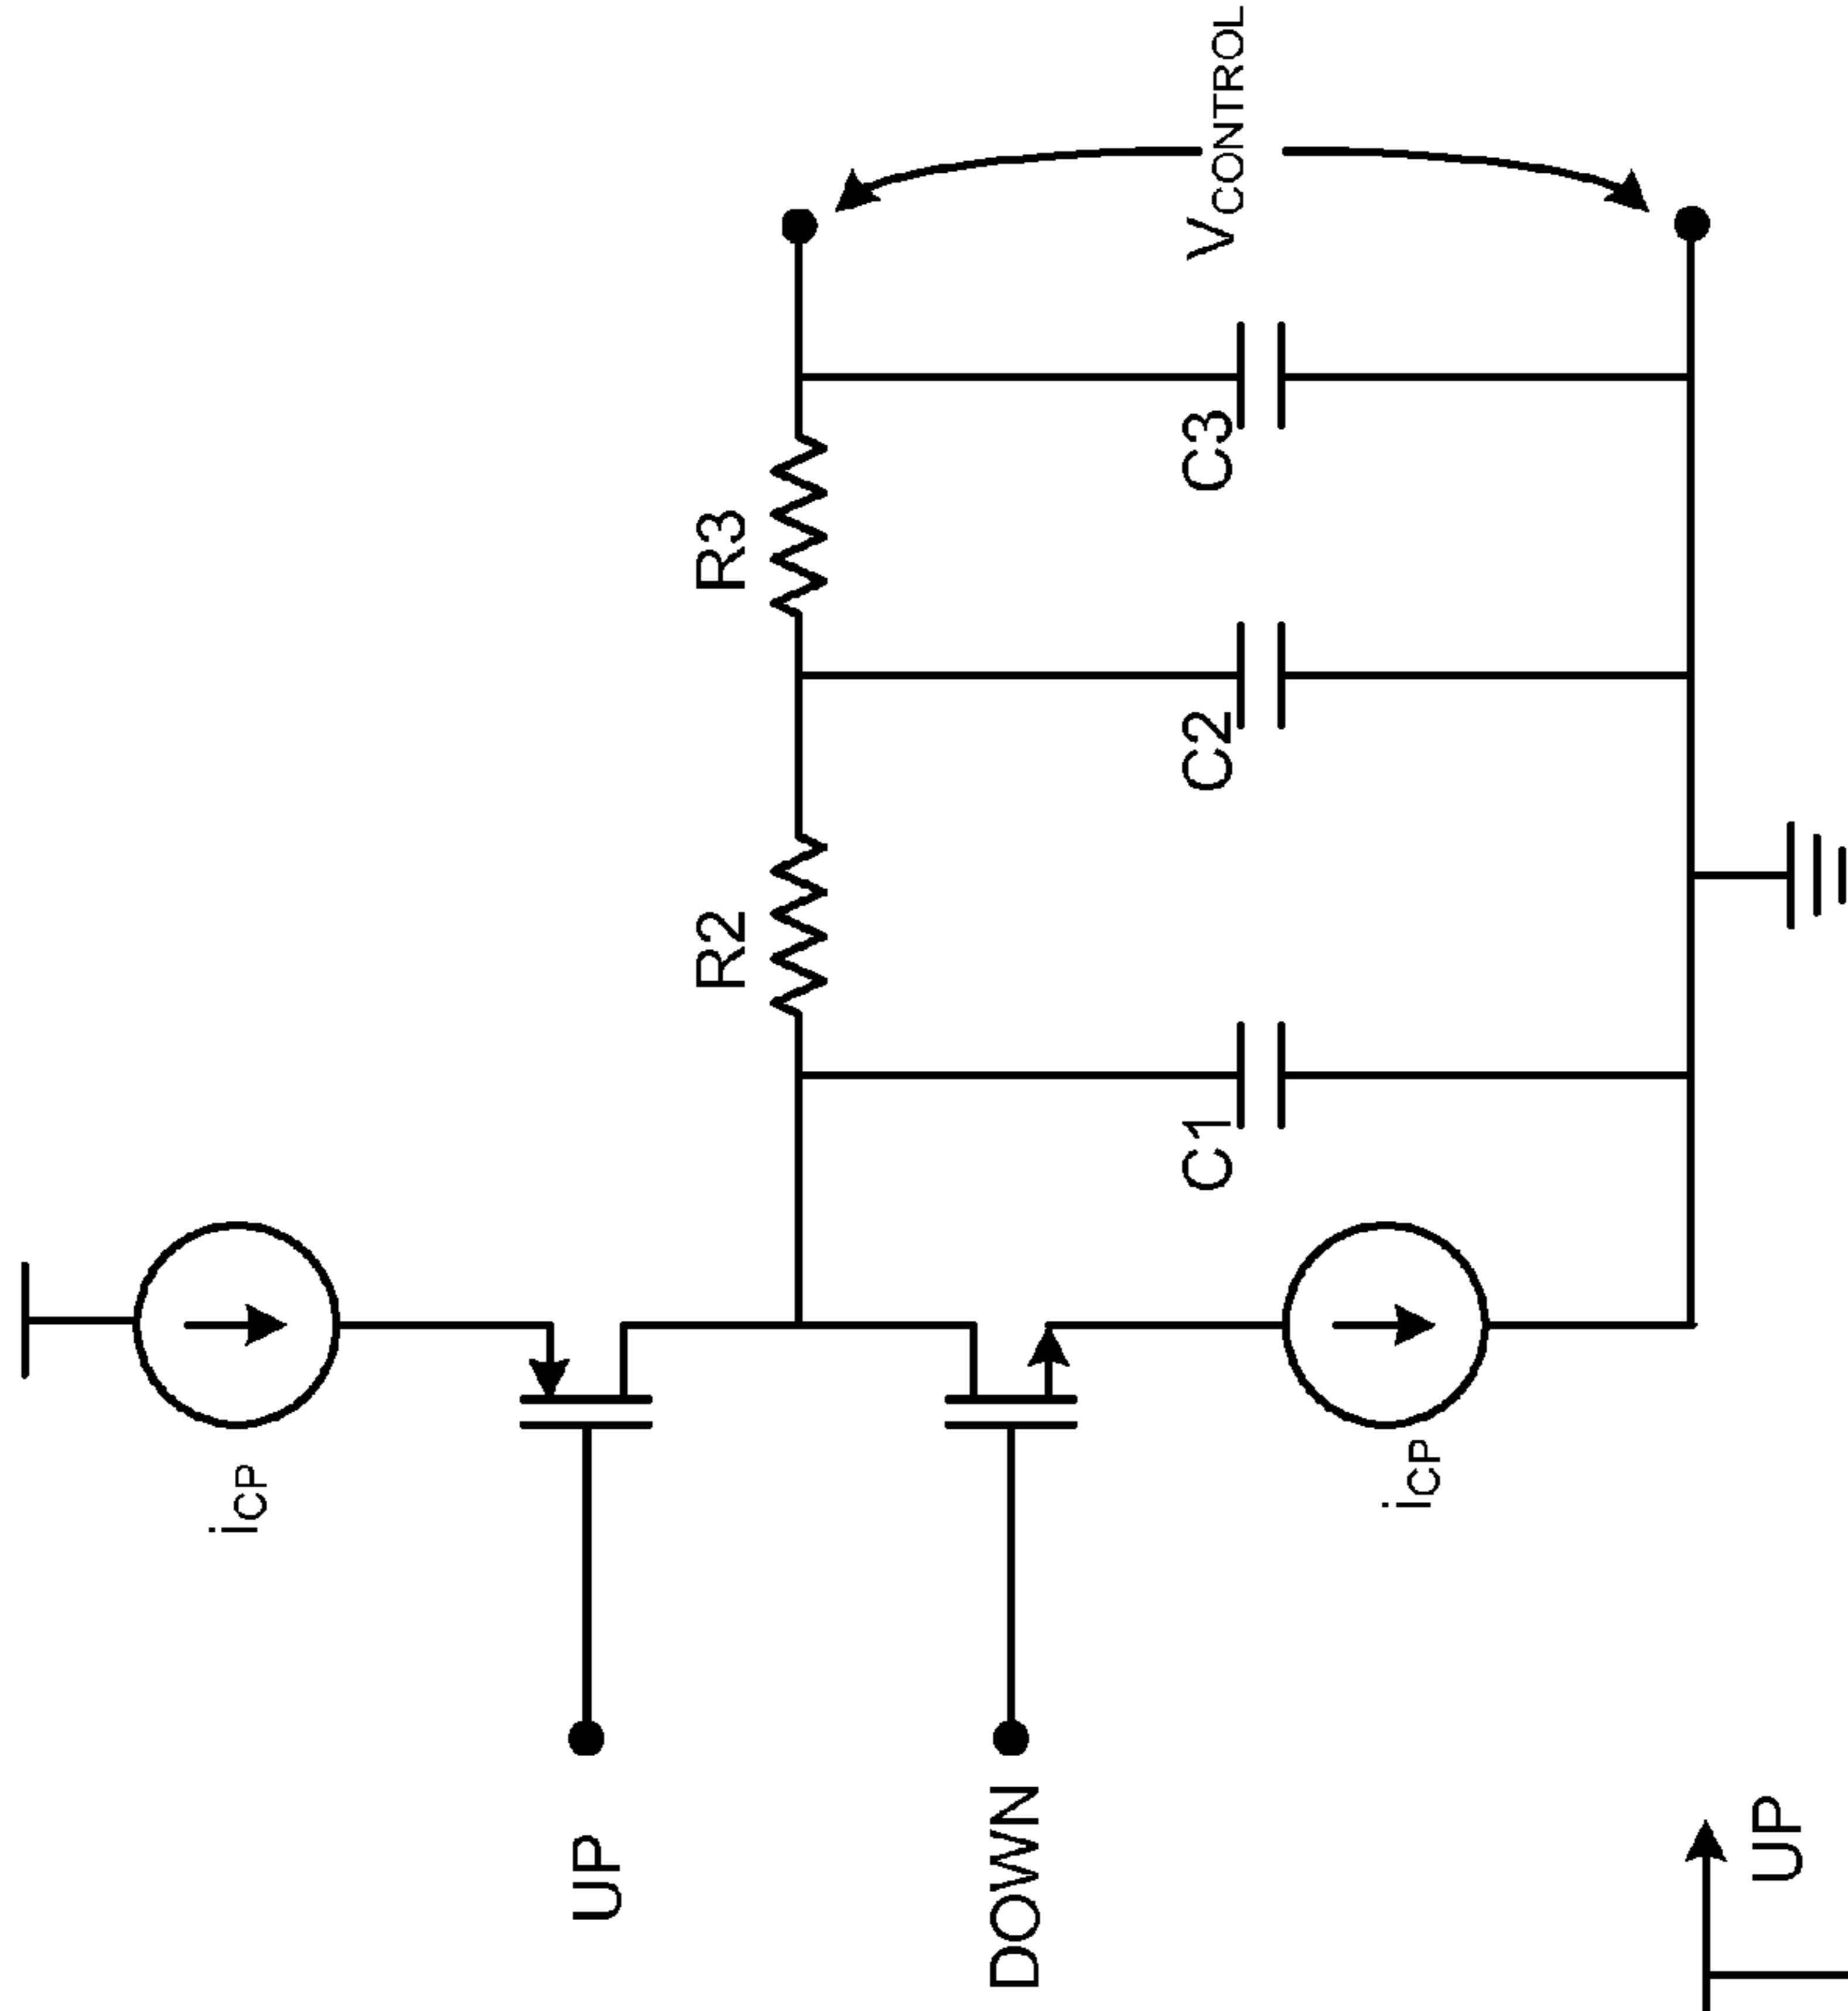 iCP
UP
R2
R3
DOWN
iCP
C1
C2
C3
VCONTROL
UP